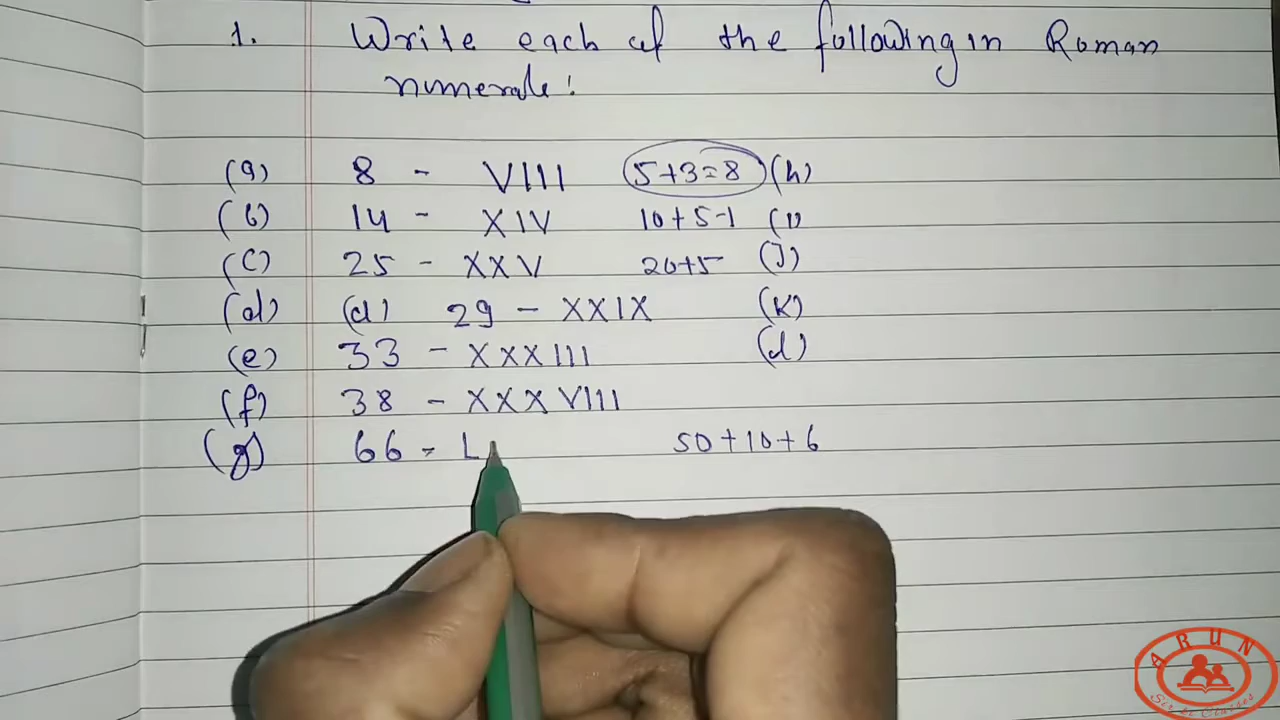 1. Write each of the following in Roman
numerals:
(a) 8 - VIII 5+3=8 (h)
(b) 14 - XIV 10+5-1 (i)
(c) 25 - XXV 20+5 (J)
(d) (d) 29 - XXIX (K)
(e) 33 - XXXIII (d)
(f) 38 - XXXVIII
(g) 66 - L 50+10+6
ARUN